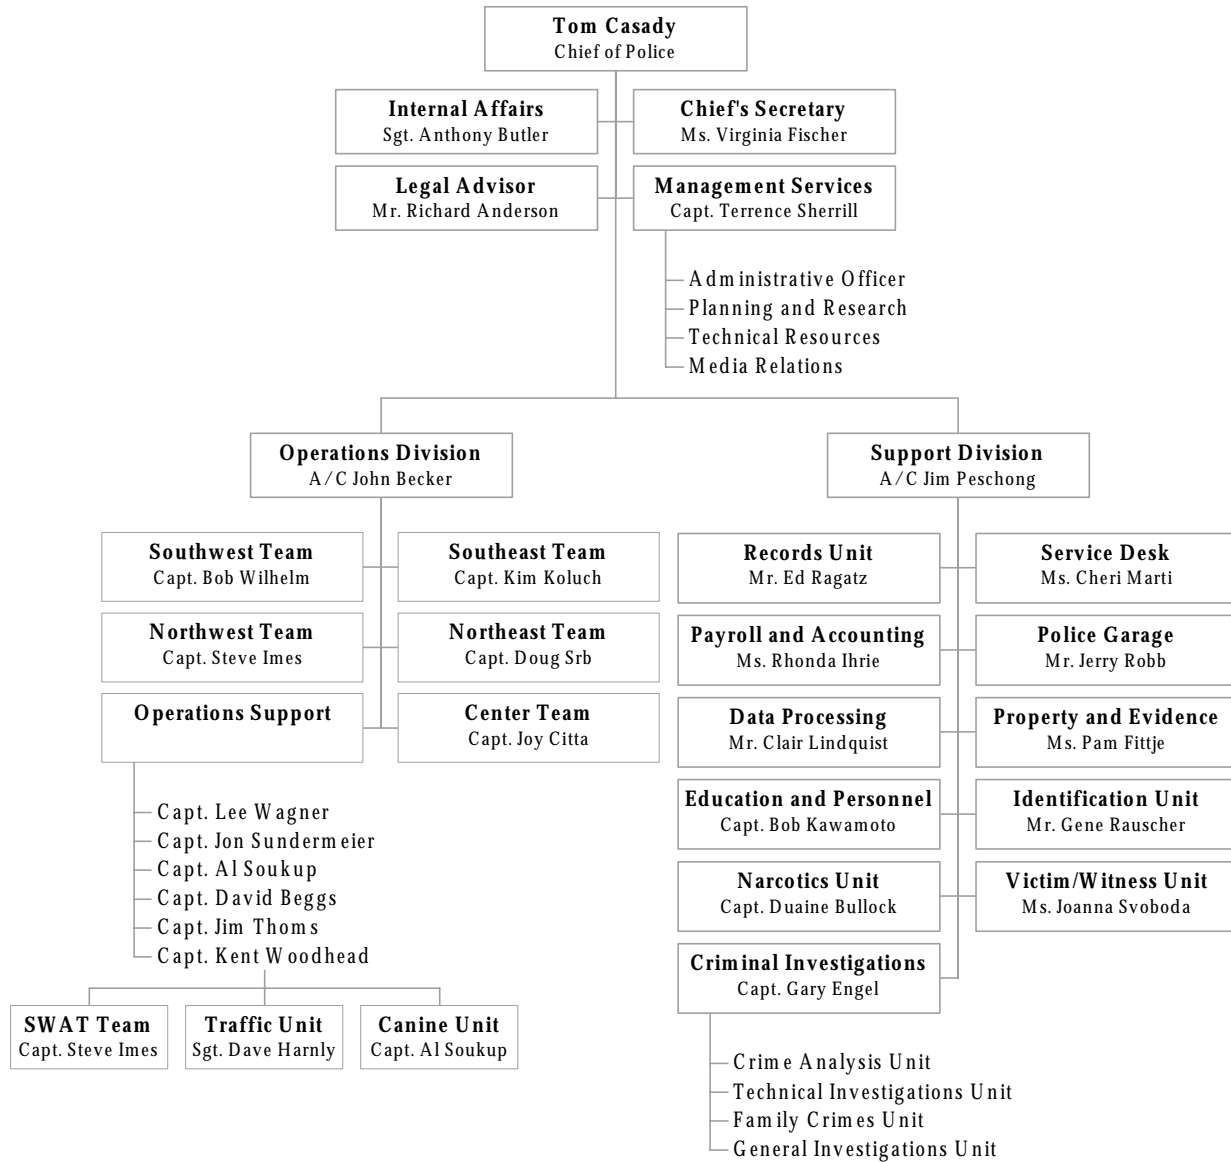 Tom Casady
Chief of Police
Internal Affairs
Sgt. Anthony Butler
Chief's Secretary
Ms. Virginia Fischer
Legal Advisor
Mr. Richard Anderson
Management Services
Capt. Terrence Sherrill
Administrative Officer
Planning and Research
Technical Resources
Media Relations
Operations Division
A/C John Becker
Support Division
A/C Jim Peschong
Southwest Team
Capt. Bob Wilhelm
Southeast Team
Capt. Kim Koluch
Northwest Team
Capt. Steve Imes
Northeast Team
Capt. Doug Srb
Operations Support
Center Team
Capt. Joy Citta
Capt. Lee Wagner
Capt. Jon Sundermeier
Capt. Al Soukup
Capt. David Beggs
Capt. Jim Thoms
Capt. Kent Woodhead
SWAT Team
Capt. Steve Imes
Traffic Unit
Sgt. Dave Harnly
Canine Unit
Capt. Al Soukup
Records Unit
Mr. Ed Ragatz
Service Desk
Ms. Cheri Marti
Payroll and Accounting
Ms. Rhonda Ihrie
Police Garage
Mr. Jerry Robb
Data Processing
Mr. Clair Lindquist
Property and Evidence
Ms. Pam Fittje
Education and Personnel
Capt. Bob Kawamoto
Identification Unit
Mr. Gene Rauscher
Narcotics Unit
Capt. Duaine Bullock
Victim/Witness Unit
Ms. Joanna Svoboda
Criminal Investigations
Capt. Gary Engel
Crime Analysis Unit
Technical Investigations Unit
Family Crimes Unit
General Investigations Unit